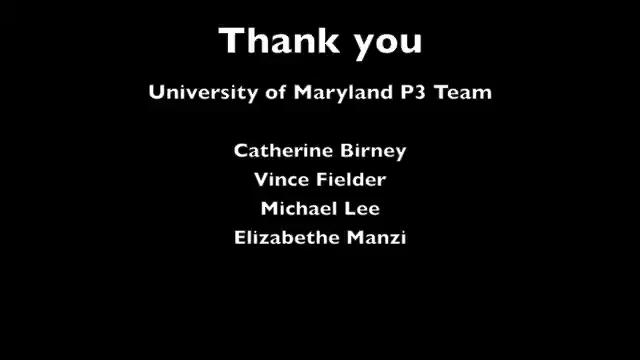 Thank you
University of Maryland P3 Team
Catherine Birney
Vince Fielder
Michael Lee
Elizabethe Manzi